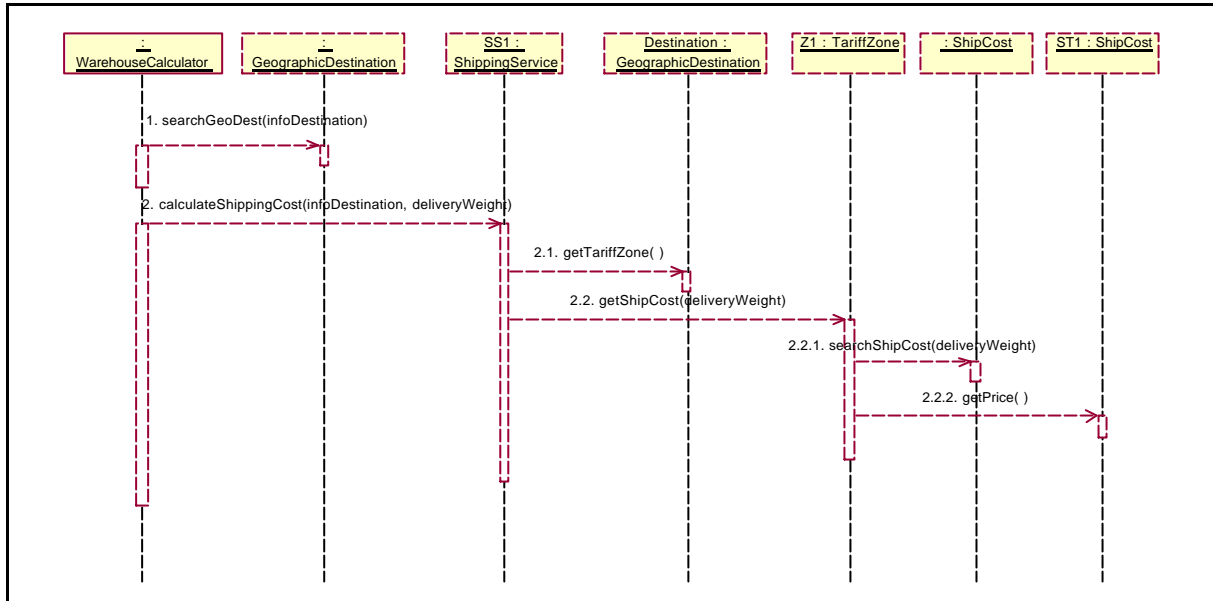 :
WarehouseCalculator
:
GeographicDestination
SS1 :
ShippingService
Destination :
GeographicDestination
Z1 : TariffZone
: ShipCost
ST1 : ShipCost
1. searchGeoDest(infoDestination)
2. calculateShippingCost(infoDestination, deliveryWeight)
2.1. getTariffZone( )
2.2. getShipCost(deliveryWeight)
2.2.1. searchShipCost(deliveryWeight)
2.2.2. getPrice( )